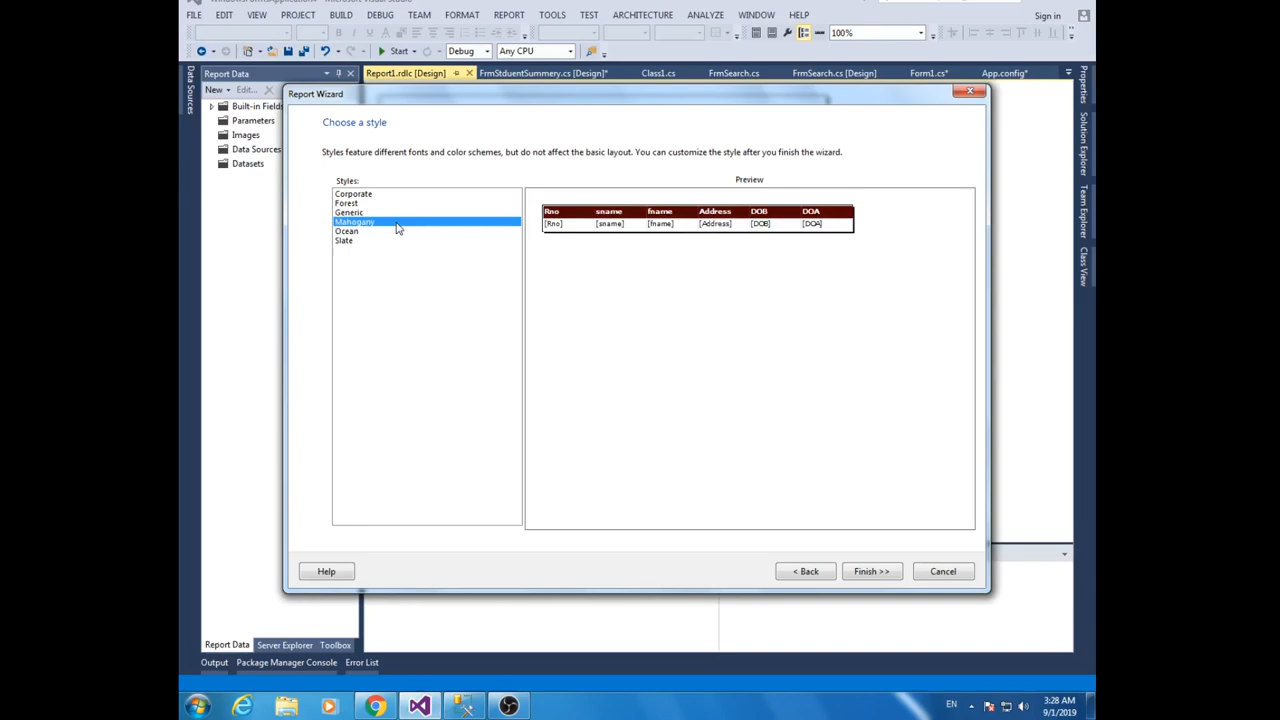 FILE EDIT VIEW PROJECT BUILD DEBUG TEAM FORMAT REPORT TOOLS TEST ARCHITECTURE ANALYZE WINDOW HELP Sign in
100%
Start Debug Any CPU
Data Sources
Report Data
Report1.rdlc [Design] FrmStduentSummery.cs [Design]* Class1.cs FrmSearch.cs FrmSearch.cs [Design] Form1.cs* App.config*
New Edit...
Built-in Fields
Parameters
Images
Data Sources
Datasets
Report Wizard
Choose a style
Styles feature different fonts and color schemes, but do not affect the basic layout. You can customize the style after you finish the wizard.
Styles:
Preview
Corporate
Forest
Generic
Mahogany
Ocean
Slate
Rno sname fname Address DOB DOA
[Rno] [sname] [fname] [Address] [DOB] [DOA]
Help
< Back
Finish >>
Cancel
Properties
Solution Explorer
Team Explorer
Class View
Report Data Server Explorer Toolbox
Output Package Manager Console Error List
EN
3:28 AM
9/1/2019